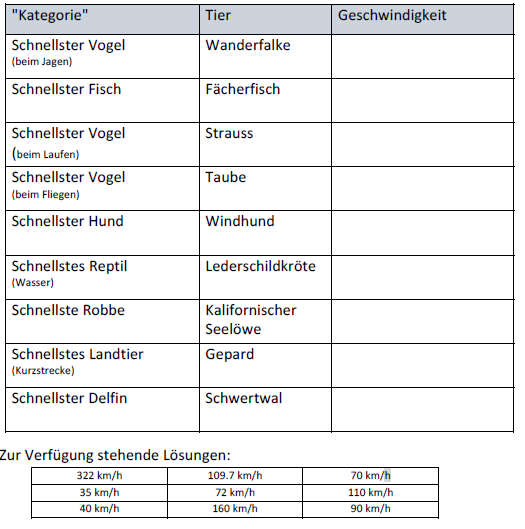 "Kategorie" Tier Geschwindigkeit
Schnellster Vogel Wanderfalke
(beim Jagen)
Schnellster Fisch Fächerfisch
Schnellster Vogel Strauss
(beim Laufen)
Schnellster Vogel Taube
(beim Fliegen)
Schnellster Hund Windhund
Schnellstes Reptil Lederschildkröte
(Wasser)
Schnellste Robbe Kalifornischer
Seelöwe
Schnellstes Landtier Gepard
(Kurzstrecke)
Schnellster Delfin Schwertwal
Zur Verfügung stehende Lösungen:
322 km/h 109.7 km/h 70 km/h
35 km/h 72 km/h 110 km/h
40 km/h 160 km/h 90 km/h